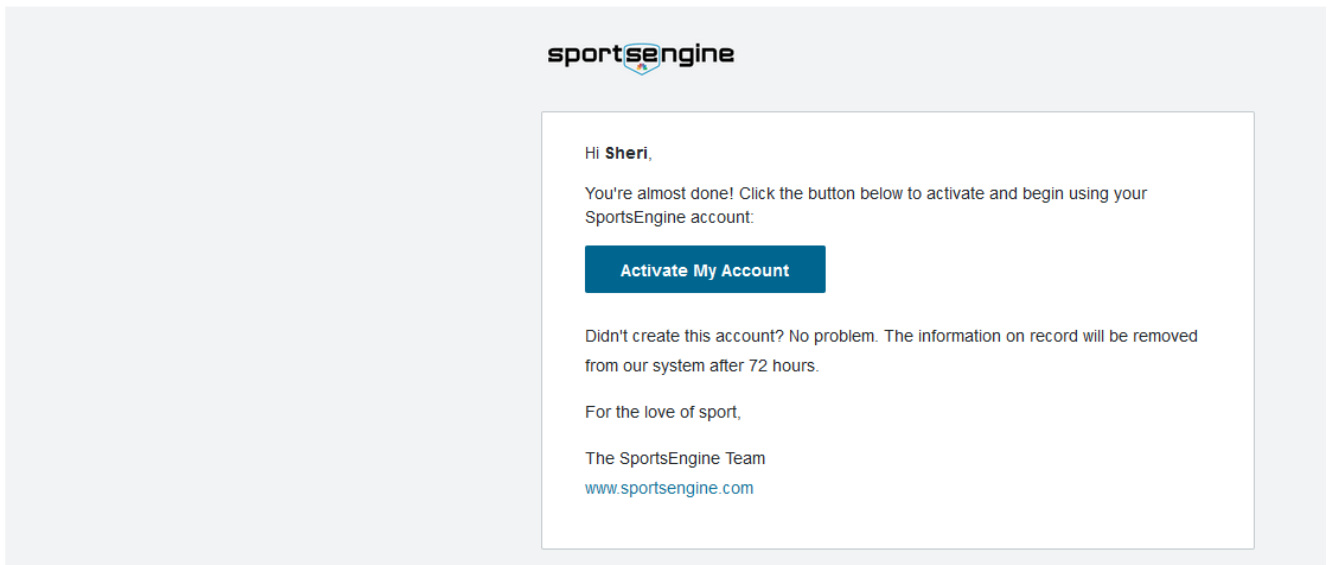 sportsengine
Hi Sheri,
You're almost done! Click the button below to activate and begin using your
SportsEngine account:
Activate My Account
Didn't create this account? No problem. The information on record will be removed
from our system after 72 hours.
For the love of sport,
The SportsEngine Team
www.sportsengine.com